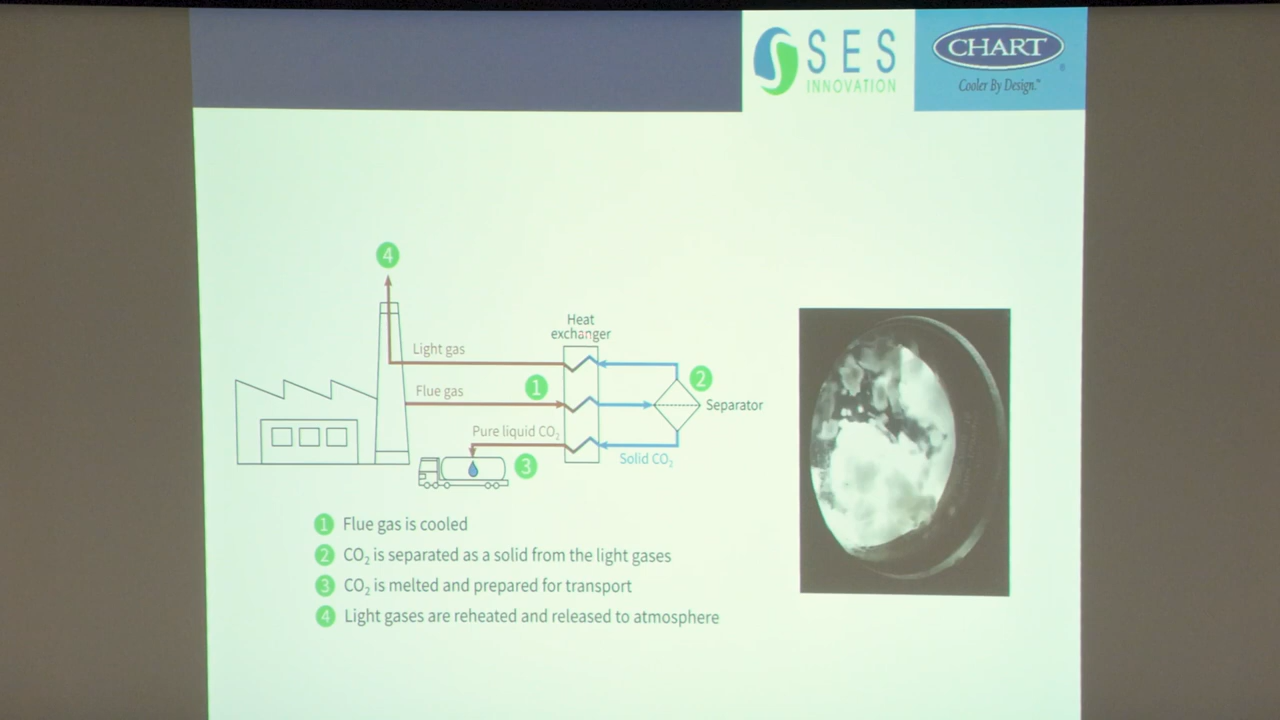 SES
INNOVATION
CHART
®
Cooler By Design.™
4
Heat
exchanger
Light gas
2
Flue gas
1
Separator
Pure liquid CO₂
Solid CO₂
3
1 Flue gas is cooled
2 CO₂ is separated as a solid from the light gases
3 CO₂ is melted and prepared for transport
4 Light gases are reheated and released to atmosphere